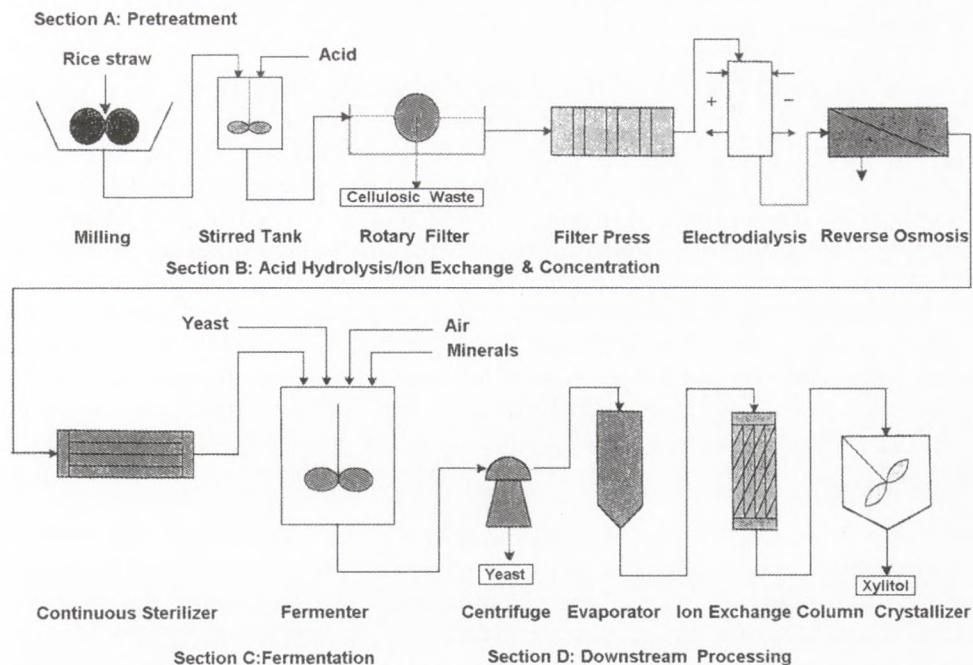 Section A: Pretreatment
Rice straw
Acid
+
−
Cellulosic Waste
Milling
Stirred Tank
Rotary Filter
Filter Press
Electrodialysis
Reverse Osmosis
Section B: Acid Hydrolysis/Ion Exchange & Concentration
Yeast
Air
Minerals
Yeast
Xylitol
Continuous Sterilizer
Fermenter
Centrifuge
Evaporator
Ion Exchange Column
Crystallizer
Section C:Fermentation
Section D: Downstream Processing